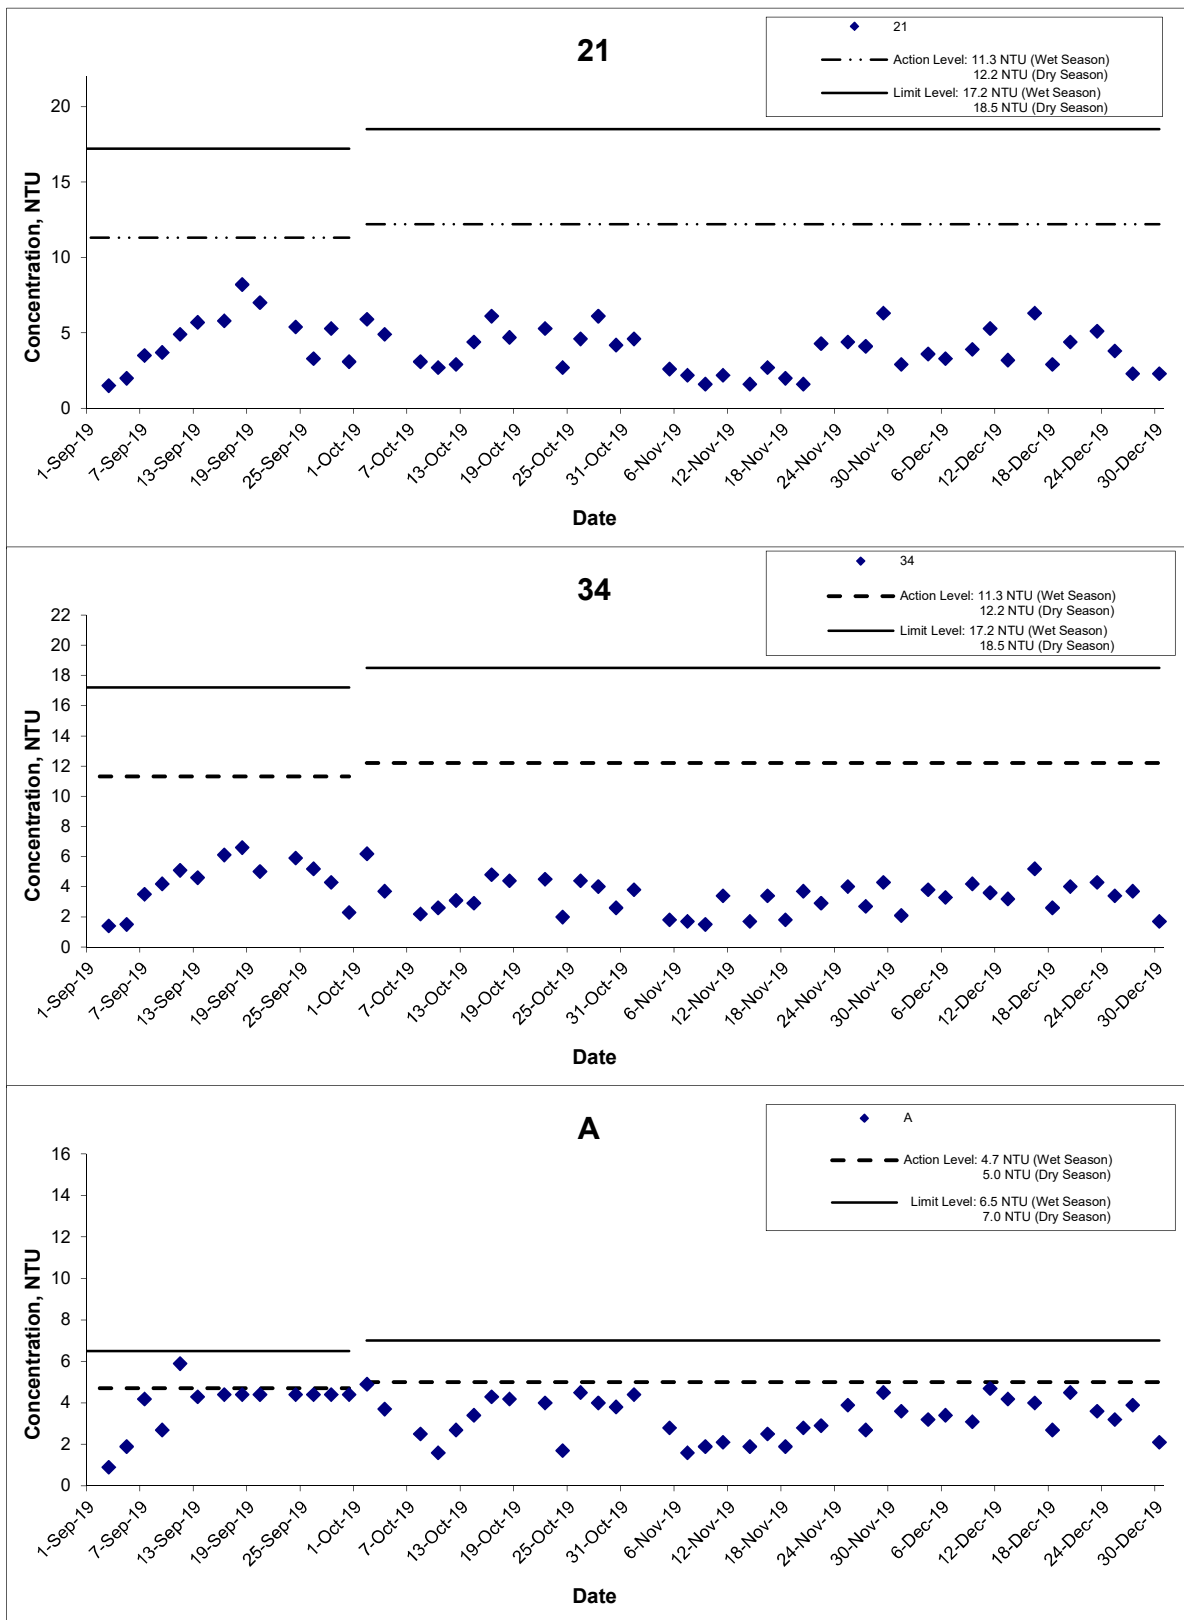 21
21
Action Level: 11.3 NTU (Wet Season)
12.2 NTU (Dry Season)
Limit Level: 17.2 NTU (Wet Season)
18.5 NTU (Dry Season)
Concentration, NTU
20
15
10
5
0
1-Sep-19
7-Sep-19
13-Sep-19
19-Sep-19
25-Sep-19
1-Oct-19
7-Oct-19
13-Oct-19
19-Oct-19
25-Oct-19
31-Oct-19
6-Nov-19
12-Nov-19
18-Nov-19
24-Nov-19
30-Nov-19
6-Dec-19
12-Dec-19
18-Dec-19
24-Dec-19
30-Dec-19
Date
34
34
Action Level: 11.3 NTU (Wet Season)
12.2 NTU (Dry Season)
Limit Level: 17.2 NTU (Wet Season)
18.5 NTU (Dry Season)
Concentration, NTU
22
20
18
16
14
12
10
8
6
4
2
0
1-Sep-19
7-Sep-19
13-Sep-19
19-Sep-19
25-Sep-19
1-Oct-19
7-Oct-19
13-Oct-19
19-Oct-19
25-Oct-19
31-Oct-19
6-Nov-19
12-Nov-19
18-Nov-19
24-Nov-19
30-Nov-19
6-Dec-19
12-Dec-19
18-Dec-19
24-Dec-19
30-Dec-19
Date
A
A
Action Level: 4.7 NTU (Wet Season)
5.0 NTU (Dry Season)
Limit Level: 6.5 NTU (Wet Season)
7.0 NTU (Dry Season)
Concentration, NTU
16
14
12
10
8
6
4
2
0
1-Sep-19
7-Sep-19
13-Sep-19
19-Sep-19
25-Sep-19
1-Oct-19
7-Oct-19
13-Oct-19
19-Oct-19
25-Oct-19
31-Oct-19
6-Nov-19
12-Nov-19
18-Nov-19
24-Nov-19
30-Nov-19
6-Dec-19
12-Dec-19
18-Dec-19
24-Dec-19
30-Dec-19
Date